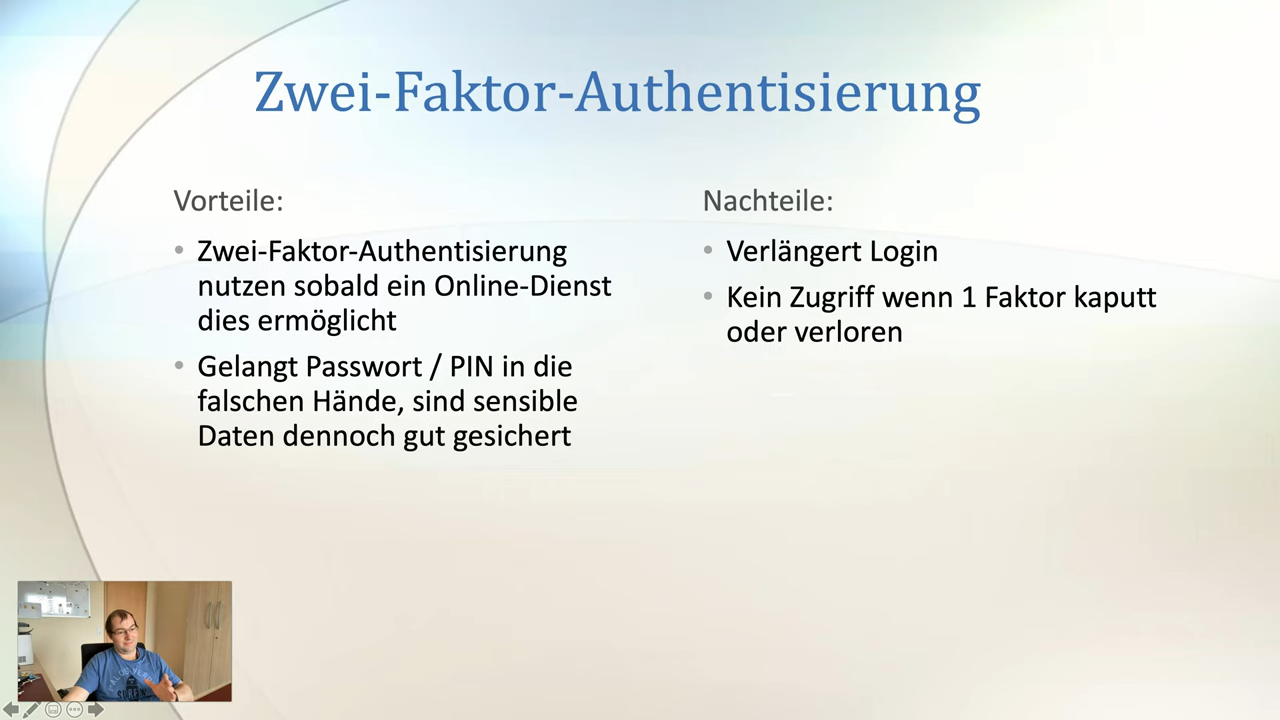 Zwei-Faktor-Authentisierung
Vorteile:
• Zwei-Faktor-Authentisierung
nutzen sobald ein Online-Dienst
dies ermöglicht
• Gelangt Passwort / PIN in die
falschen Hände, sind sensible
Daten dennoch gut gesichert
Nachteile:
• Verlängert Login
• Kein Zugriff wenn 1 Faktor kaputt
oder verloren